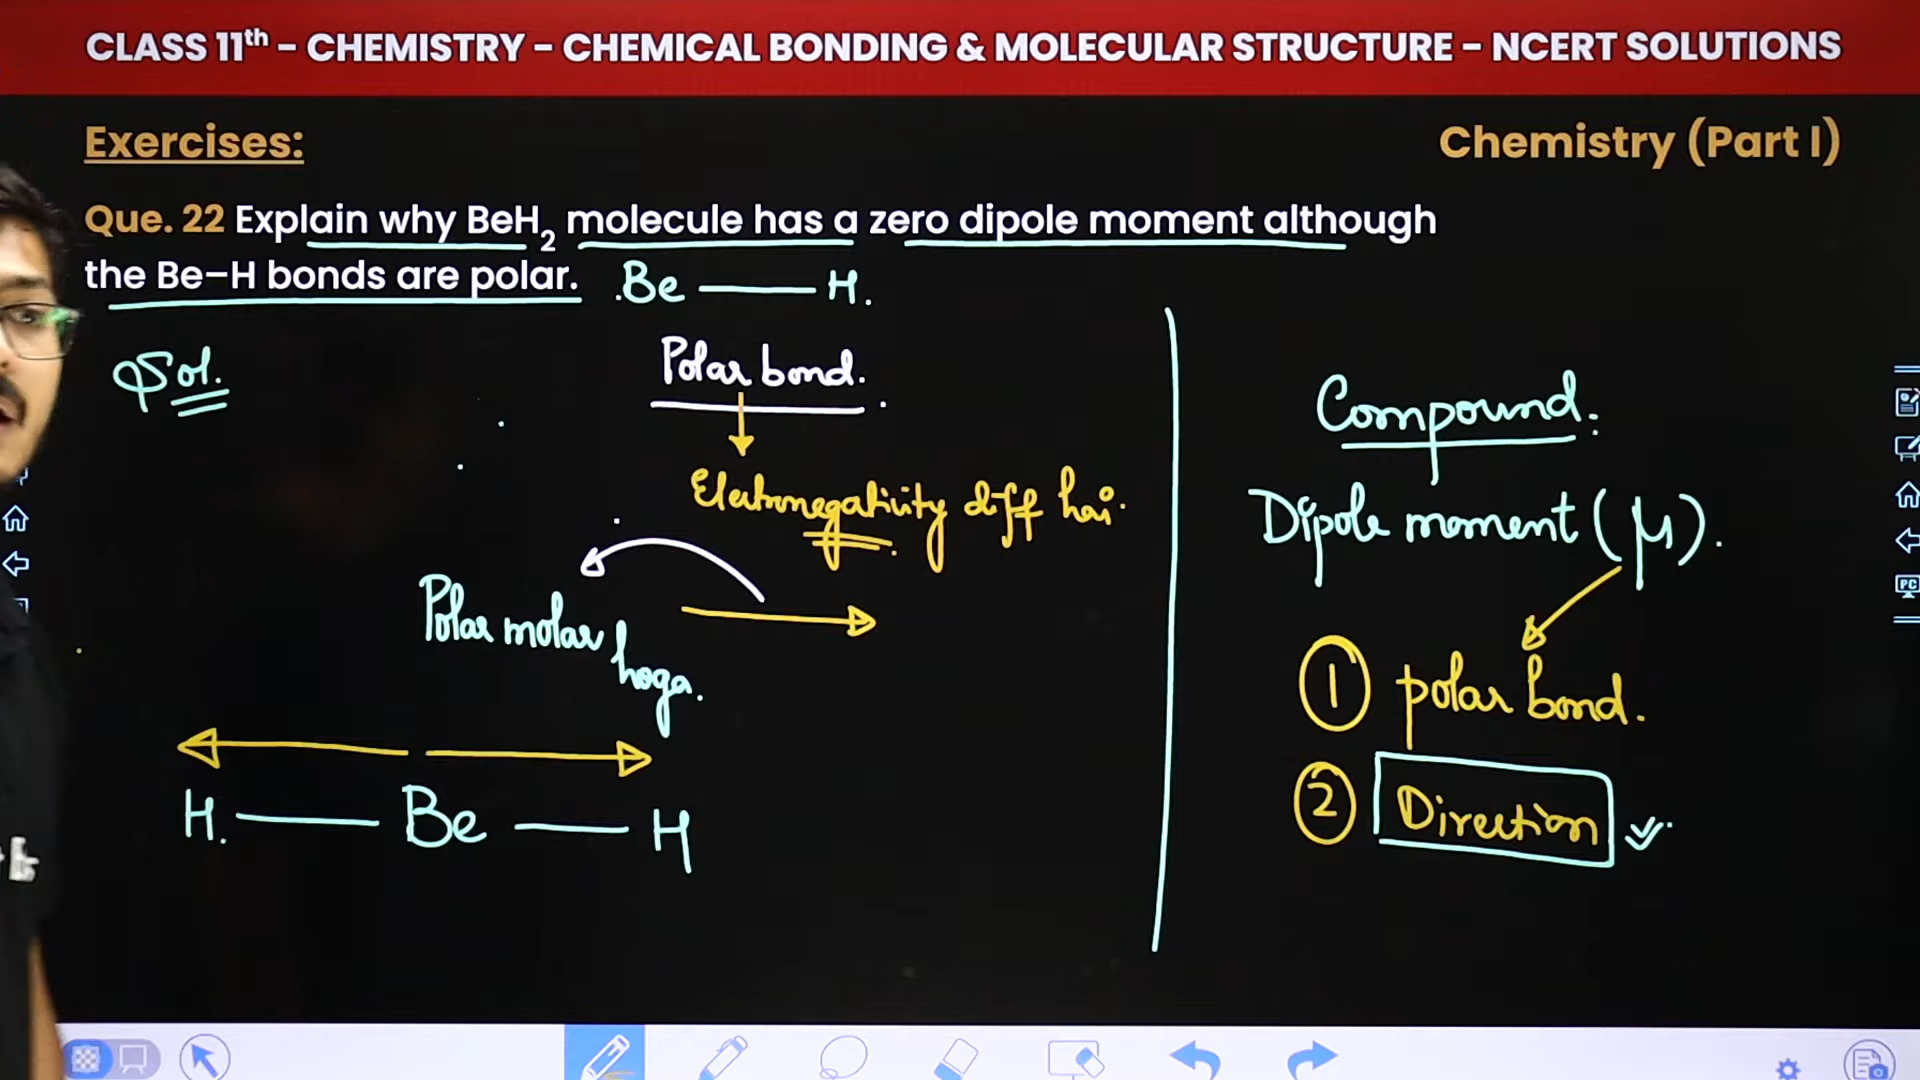 CLASS 11th - CHEMISTRY - CHEMICAL BONDING & MOLECULAR STRUCTURE - NCERT SOLUTIONS
Exercises:
Chemistry (Part I)
Que. 22 Explain why BeH2 molecule has a zero dipole moment although
the Be–H bonds are polar.
Be — H.
Sol.
Polar bond.
Electronegativity diff hai.
Polar molar
hoga.
H. — Be — H
Compound.
Dipole moment (μ).
① polar bond.
② Direction
PC